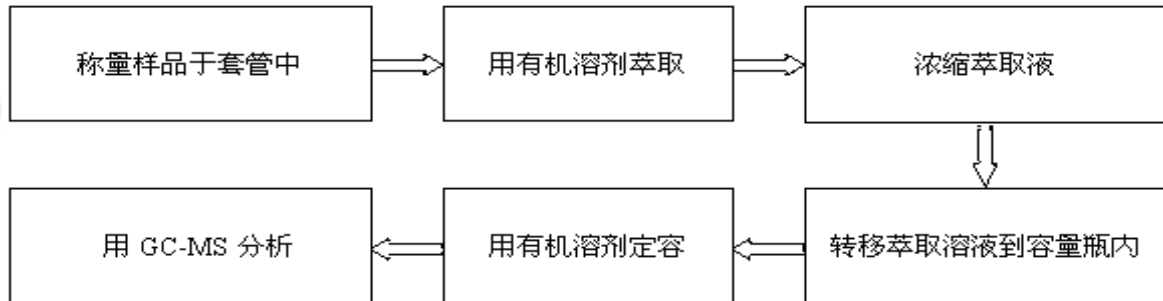 称量样品于套管中
用有机溶剂萃取
浓缩萃取液
转移萃取溶液到容量瓶内
用有机溶剂定容
用 GC-MS 分析